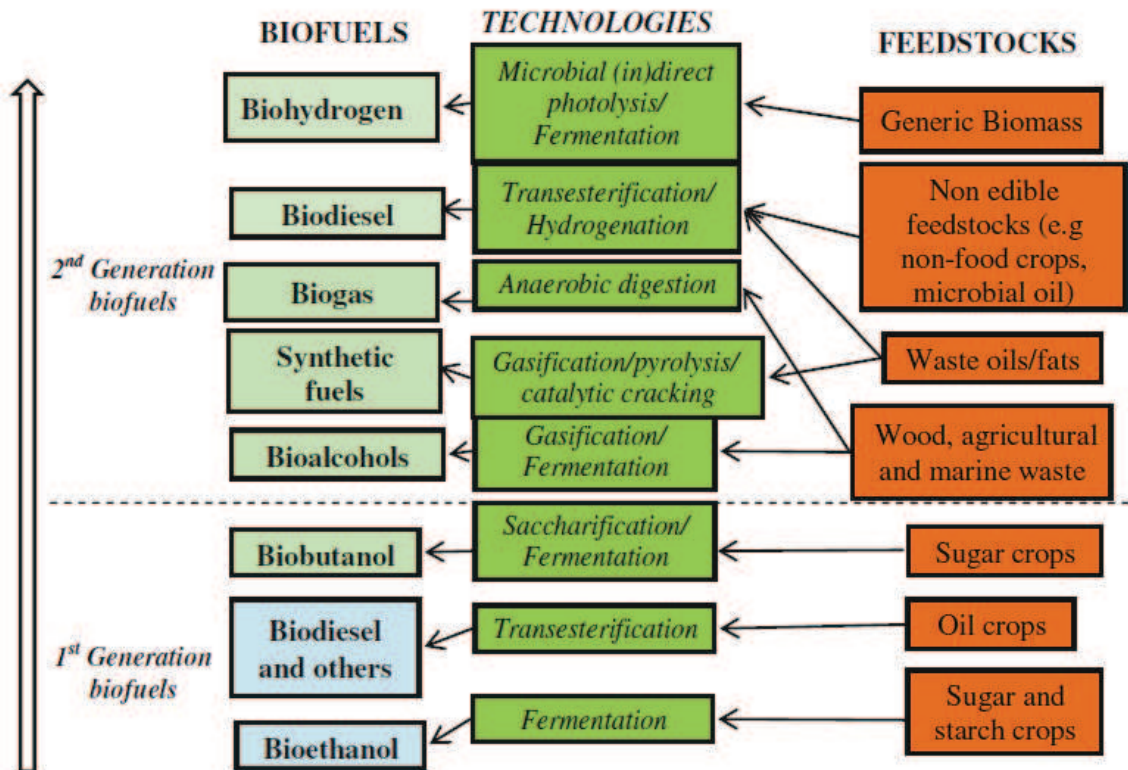 BIOFUELS
TECHNOLOGIES
FEEDSTOCKS
Biohydrogen
Microbial (in)direct
photolysis/
Fermentation
Generic Biomass
Biodiesel
Transesterification/
Hydrogenation
Non edible
feedstocks (e.g
non-food crops,
microbial oil)
2nd Generation
biofuels
Biogas
Anaerobic digestion
Synthetic
fuels
Gasification/pyrolysis/
catalytic cracking
Waste oils/fats
Bioalcohols
Gasification/
Fermentation
Wood, agricultural
and marine waste
Biobutanol
Saccharification/
Fermentation
Sugar crops
1st Generation
biofuels
Biodiesel
and others
Transesterification
Oil crops
Bioethanol
Fermentation
Sugar and
starch crops